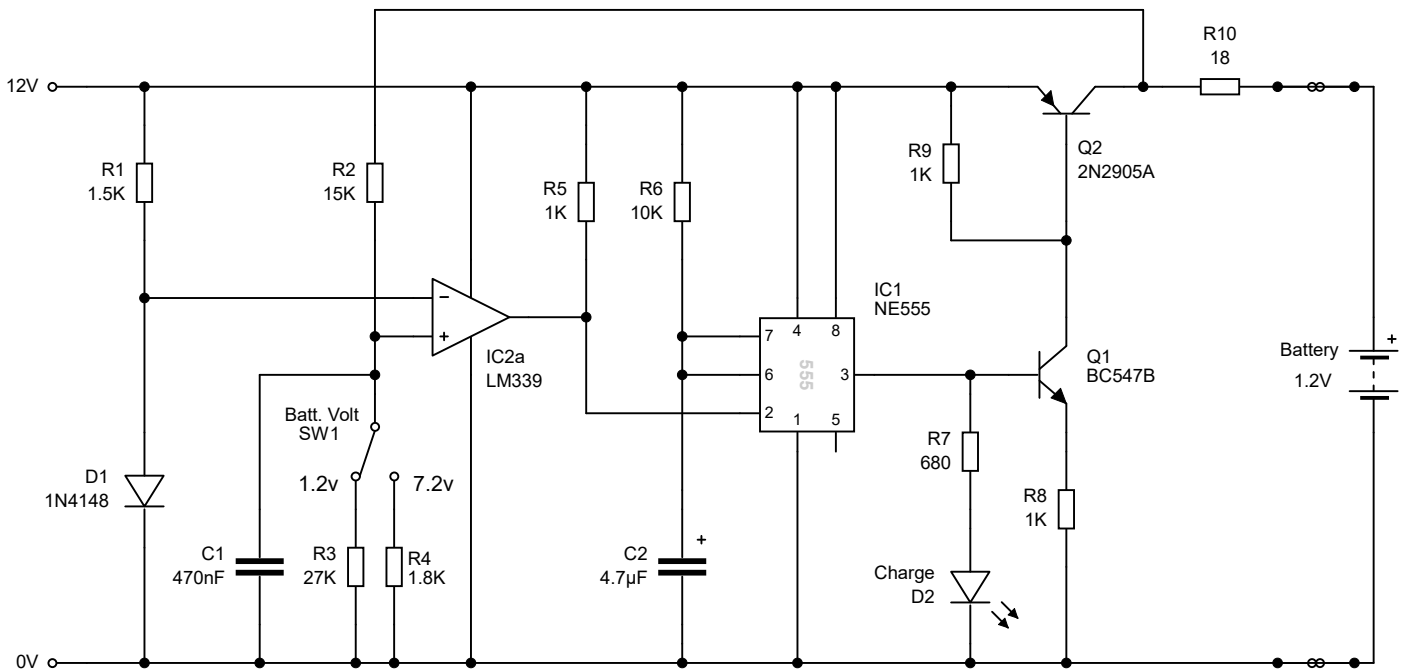 R10
18
12V
R1
1.5K
R2
15K
R5
1K
R6
10K
R9
1K
Q2
2N2905A
IC1
NE555
−
+
IC2a
LM339
7
6
2
4
8
555
3
1
5
Q1
BC547B
Battery
1.2V
+
Batt. Volt
SW1
1.2v
7.2v
D1
1N4148
R7
680
R8
1K
C1
470nF
R3
27K
R4
1.8K
C2
4.7µF
+
Charge
D2
0V